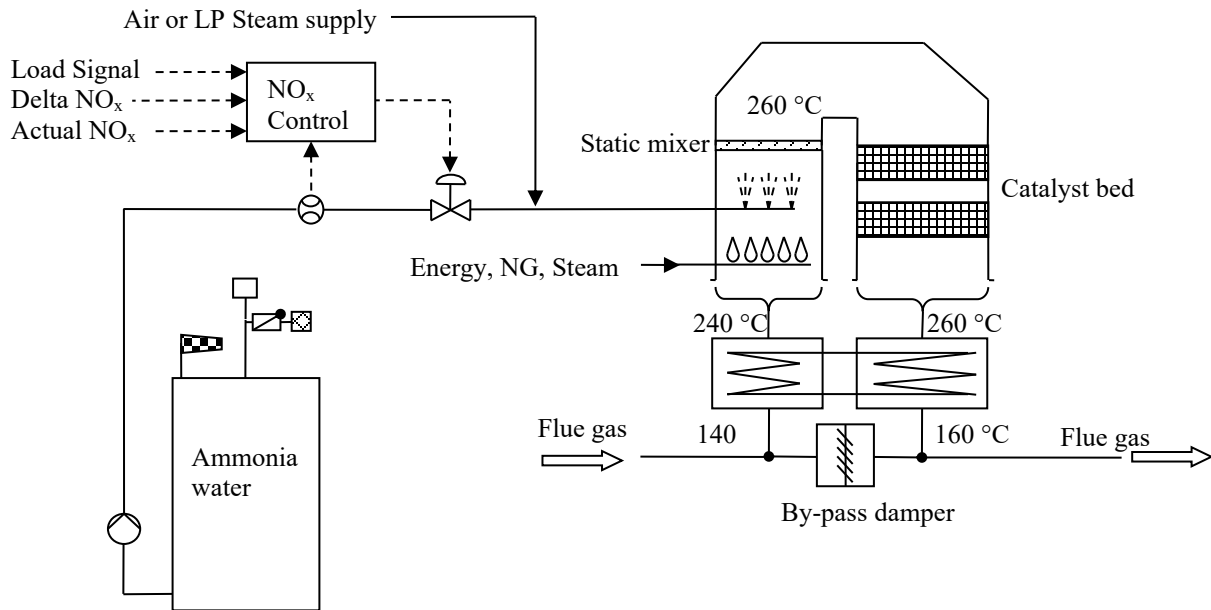 Air or LP Steam supply
Load Signal
Delta NOₓ
Actual NOₓ
NOₓ
Control
260 °C
Static mixer
Catalyst bed
Energy, NG, Steam
240 °C
260 °C
Ammonia
water
Flue gas
140
160 °C
Flue gas
By-pass damper